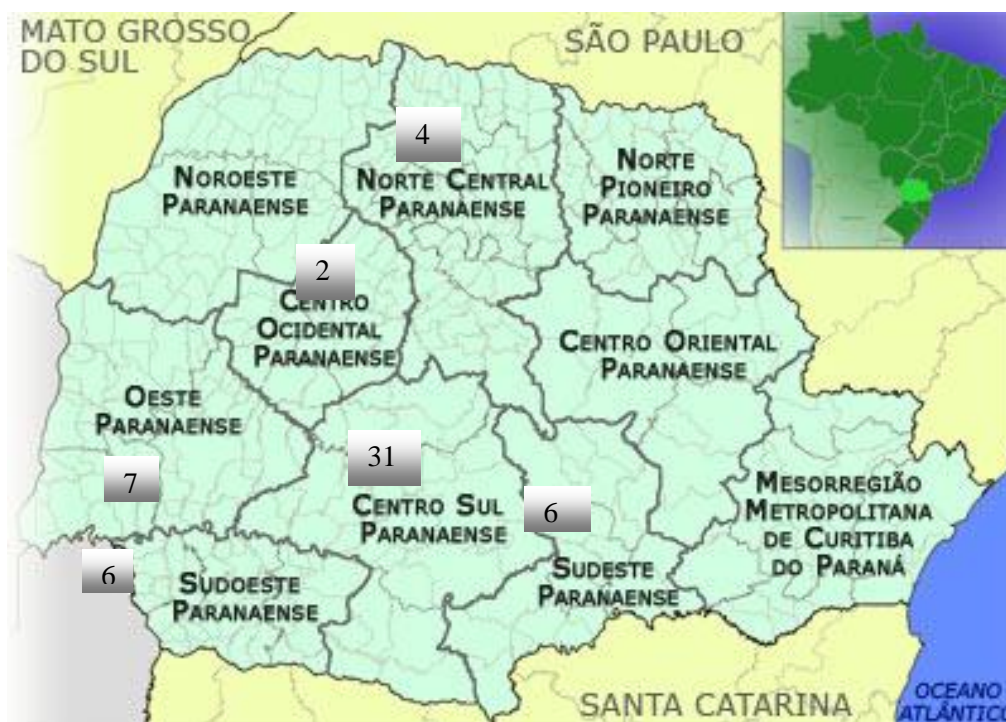 MATO GROSSO
DO SUL
SÃO PAULO
4
NOROESTE
PARANAENSE
NORTE CENTRAL
PARANAENSE
NORTE
PIONEIRO
PARANAENSE
2
CENTRO
OCIDENTAL
PARANAENSE
CENTRO ORIENTAL
PARANAENSE
OESTE
PARANAENSE
7
31
CENTRO SUL
PARANAENSE
6
MESORREGIÃO
METROPOLITANA
DE CURITIBA
DO PARANÁ
6
SUDOESTE
PARANAENSE
SUDESTE
PARANAENSE
SANTA CATARINA
OCEANO
ATLÂNTIC